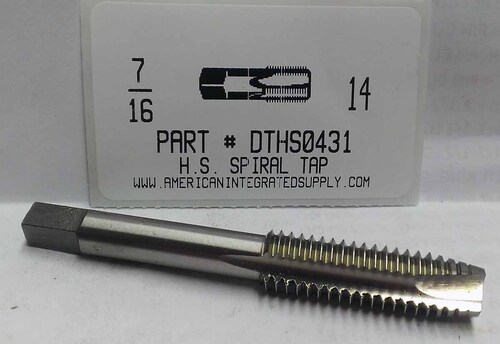 7
16
14
PART # DTHS0431
H.S. SPIRAL TAP
WWW.AMERICANINTEGRATEDSUPPLY.COM